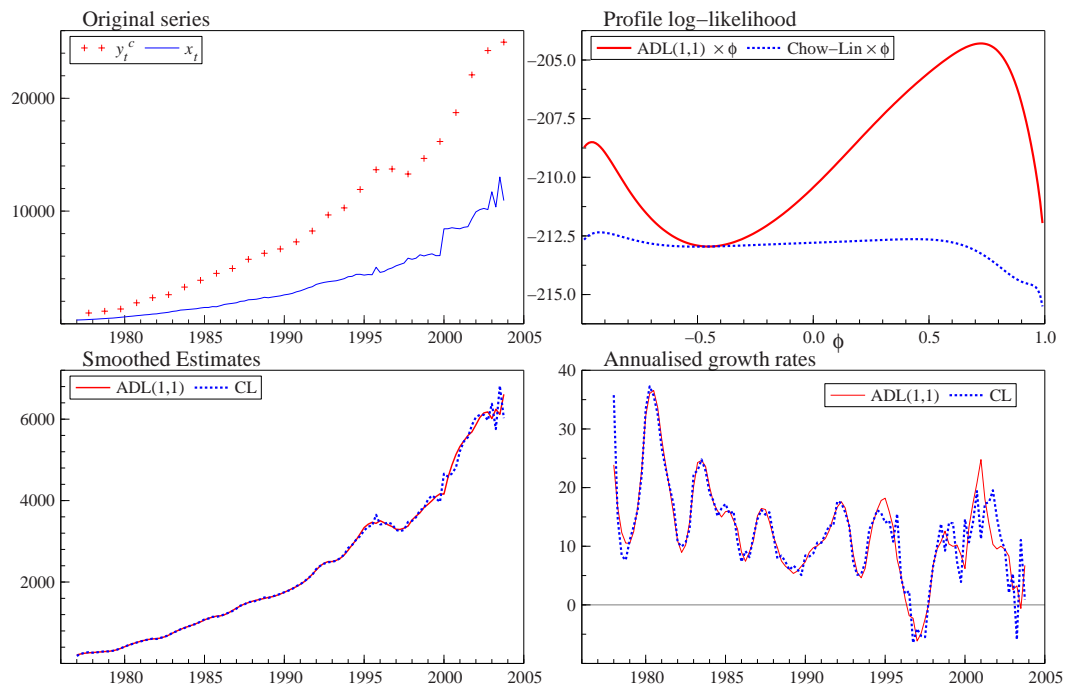 Original series
y_t^c x_t
20000
10000
1980 1985 1990 1995 2000 2005
Profile log−likelihood
ADL(1,1) ×ϕ Chow−Lin×ϕ
−205.0
−207.5
−210.0
−212.5
−215.0
−0.5 0.0 0.5 1.0
ϕ
Smoothed Estimates
ADL(1,1) CL
6000
4000
2000
1980 1985 1990 1995 2000 2005
Annualised growth rates
ADL(1,1) CL
40
30
20
10
0
1980 1985 1990 1995 2000 2005